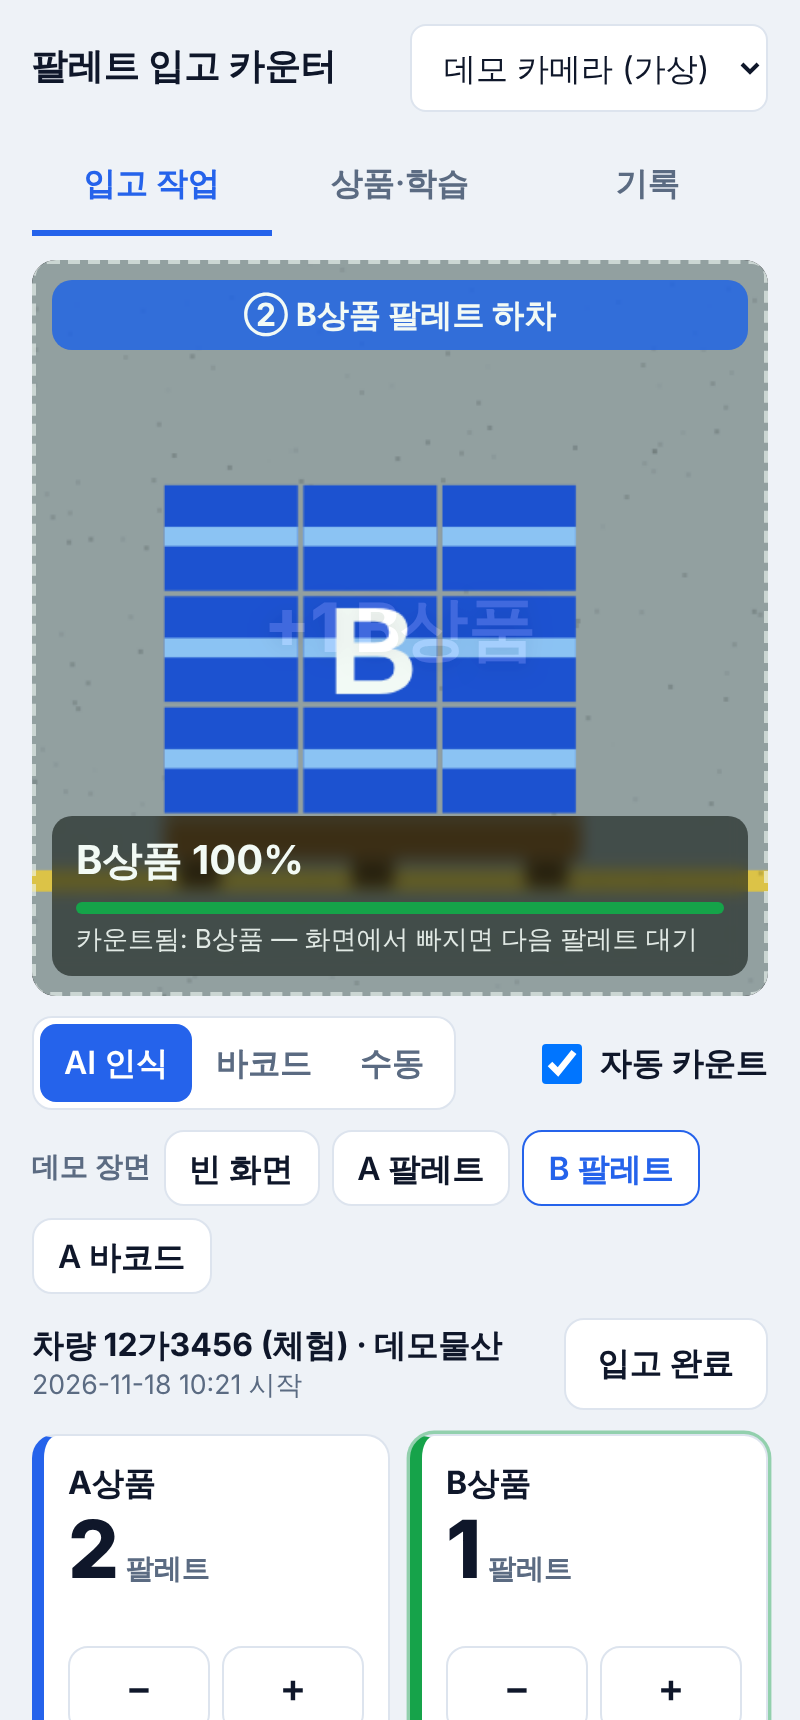 팔레트 입고 카운터
데모 카메라 (가상)
입고 작업
상품·학습
기록
② B상품 팔레트 하차
+1 B상품
B
B상품 100%
카운트됨: B상품 — 화면에서 빠지면 다음 팔레트 대기
AI 인식
바코드
수동
자동 카운트
데모 장면
빈 화면
A 팔레트
B 팔레트
A 바코드
차량 12가3456 (체험) · 데모물산
입고 완료
2026-11-18 10:21 시작
A상품
2 팔레트
−
+
B상품
1 팔레트
−
+